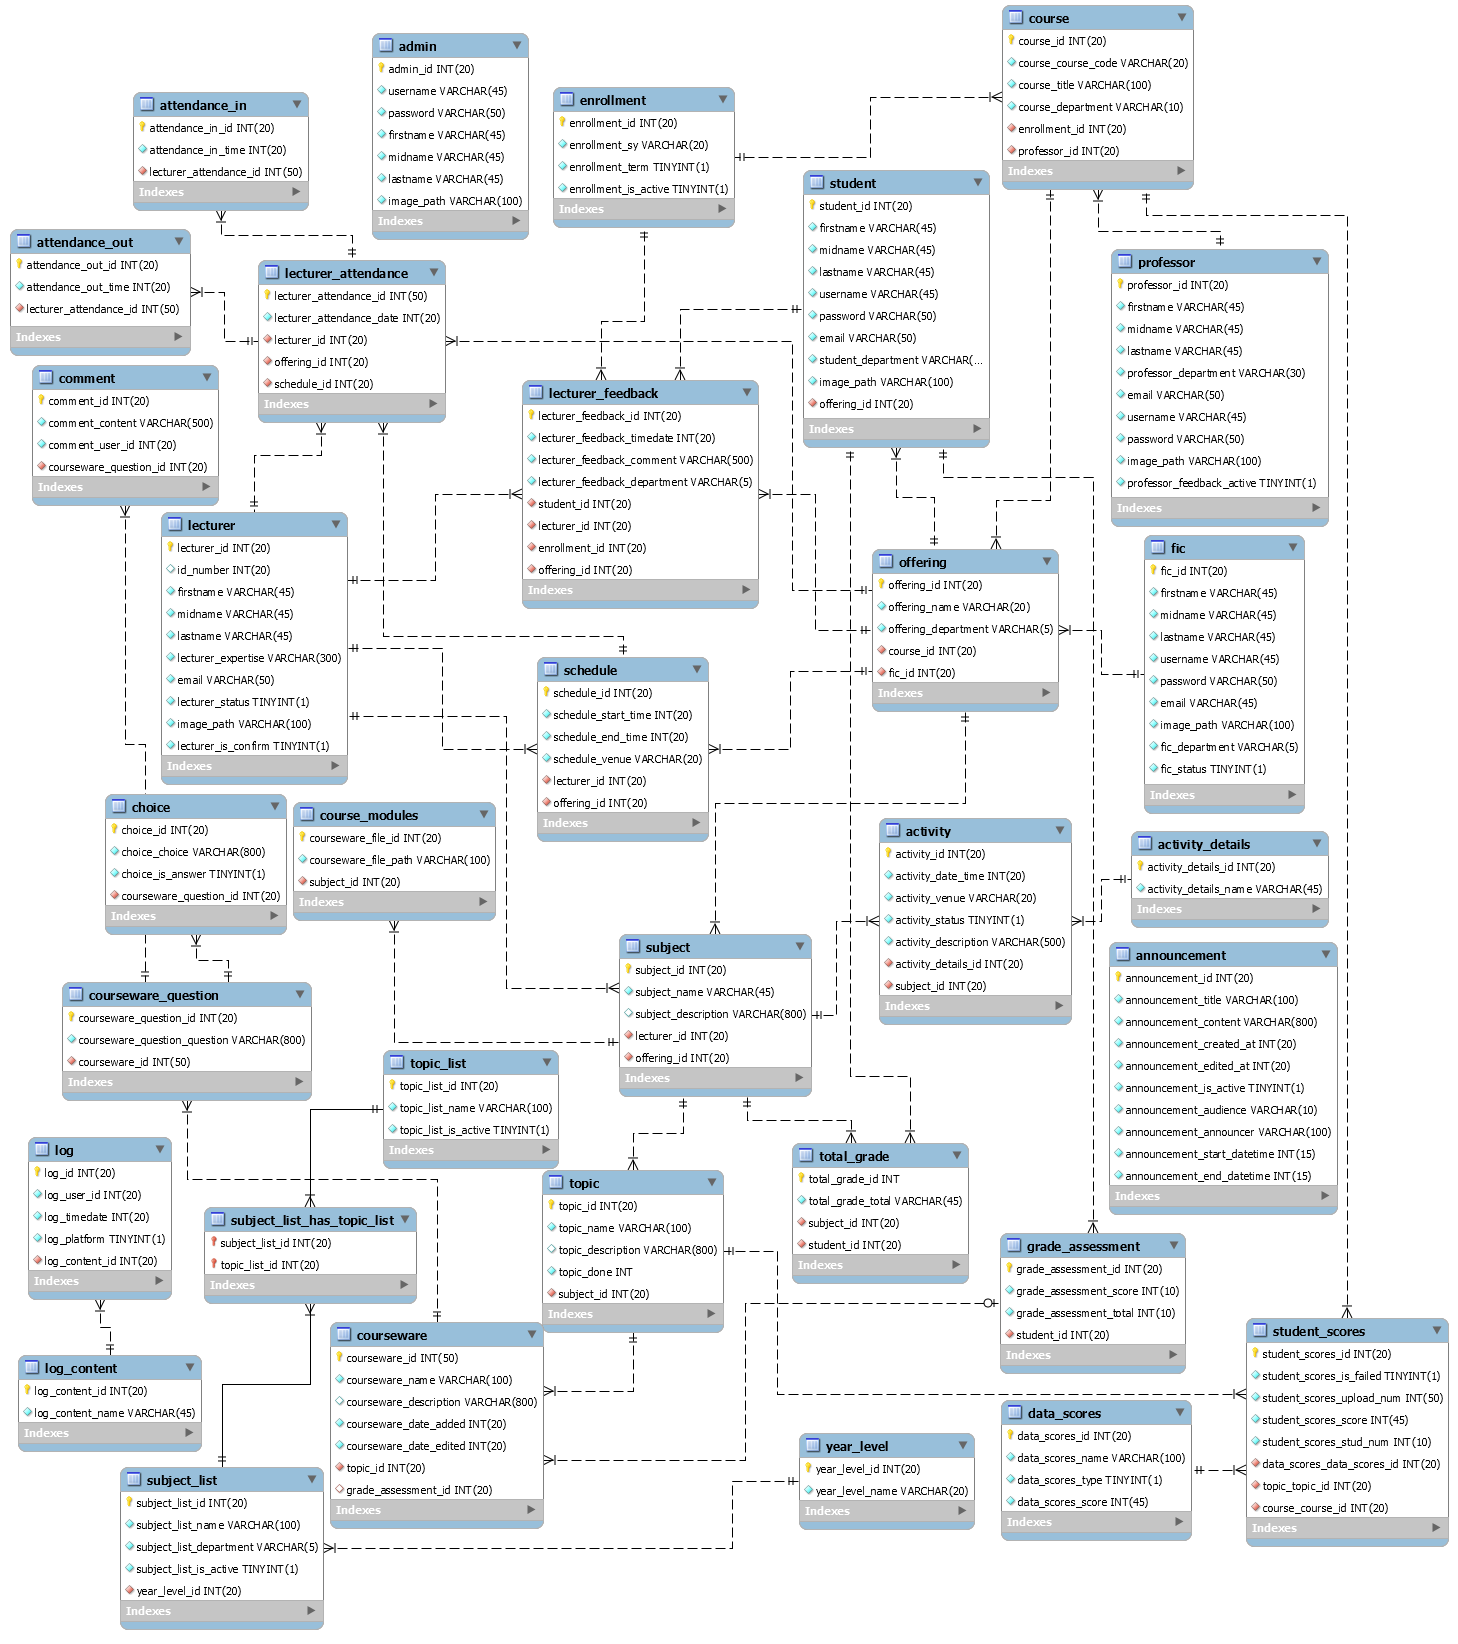 course
course_id INT(20)
course_course_code VARCHAR(20)
course_title VARCHAR(100)
course_department VARCHAR(10)
enrollment_id INT(20)
professor_id INT(20)
Indexes
admin
admin_id INT(20)
username VARCHAR(45)
password VARCHAR(50)
firstname VARCHAR(45)
midname VARCHAR(45)
lastname VARCHAR(45)
image_path VARCHAR(100)
Indexes
enrollment
enrollment_id INT(20)
enrollment_sy VARCHAR(20)
enrollment_term TINYINT(1)
enrollment_is_active TINYINT(1)
Indexes
attendance_in
attendance_in_id INT(20)
attendance_in_time INT(20)
lecturer_attendance_id INT(50)
Indexes
student
student_id INT(20)
firstname VARCHAR(45)
midname VARCHAR(45)
lastname VARCHAR(45)
username VARCHAR(45)
password VARCHAR(50)
email VARCHAR(50)
student_department VARCHAR(...
image_path VARCHAR(100)
offering_id INT(20)
Indexes
attendance_out
attendance_out_id INT(20)
attendance_out_time INT(20)
lecturer_attendance_id INT(50)
Indexes
lecturer_attendance
lecturer_attendance_id INT(50)
lecturer_attendance_date INT(20)
lecturer_id INT(20)
offering_id INT(20)
schedule_id INT(20)
Indexes
professor
professor_id INT(20)
firstname VARCHAR(45)
midname VARCHAR(45)
lastname VARCHAR(45)
professor_department VARCHAR(30)
email VARCHAR(50)
username VARCHAR(45)
password VARCHAR(50)
image_path VARCHAR(100)
professor_feedback_active TINYINT(1)
Indexes
comment
comment_id INT(20)
comment_content VARCHAR(500)
comment_user_id INT(20)
courseware_question_id INT(20)
Indexes
lecturer_feedback
lecturer_feedback_id INT(20)
lecturer_feedback_timedate INT(20)
lecturer_feedback_comment VARCHAR(500)
lecturer_feedback_department VARCHAR(5)
student_id INT(20)
lecturer_id INT(20)
enrollment_id INT(20)
offering_id INT(20)
Indexes
lecturer
lecturer_id INT(20)
id_number INT(20)
firstname VARCHAR(45)
midname VARCHAR(45)
lastname VARCHAR(45)
lecturer_expertise VARCHAR(300)
email VARCHAR(50)
lecturer_status TINYINT(1)
image_path VARCHAR(100)
lecturer_is_confirm TINYINT(1)
Indexes
offering
offering_id INT(20)
offering_name VARCHAR(20)
offering_department VARCHAR(5)
course_id INT(20)
fic_id INT(20)
Indexes
fic
fic_id INT(20)
firstname VARCHAR(45)
midname VARCHAR(45)
lastname VARCHAR(45)
username VARCHAR(45)
password VARCHAR(50)
email VARCHAR(45)
image_path VARCHAR(100)
fic_department VARCHAR(5)
fic_status TINYINT(1)
Indexes
schedule
schedule_id INT(20)
schedule_start_time INT(20)
schedule_end_time INT(20)
schedule_venue VARCHAR(20)
lecturer_id INT(20)
offering_id INT(20)
Indexes
choice
choice_id INT(20)
choice_choice VARCHAR(800)
choice_is_answer TINYINT(1)
courseware_question_id INT(20)
Indexes
course_modules
courseware_file_id INT(20)
courseware_file_path VARCHAR(100)
subject_id INT(20)
Indexes
activity
activity_id INT(20)
activity_date_time INT(20)
activity_venue VARCHAR(20)
activity_status TINYINT(1)
activity_description VARCHAR(500)
activity_details_id INT(20)
subject_id INT(20)
Indexes
activity_details
activity_details_id INT(20)
activity_details_name VARCHAR(45)
Indexes
subject
subject_id INT(20)
subject_name VARCHAR(45)
subject_description VARCHAR(800)
lecturer_id INT(20)
offering_id INT(20)
Indexes
announcement
announcement_id INT(20)
announcement_title VARCHAR(100)
announcement_content VARCHAR(800)
announcement_created_at INT(20)
announcement_edited_at INT(20)
announcement_is_active TINYINT(1)
announcement_audience VARCHAR(10)
announcement_announcer VARCHAR(100)
announcement_start_datetime INT(15)
announcement_end_datetime INT(15)
Indexes
courseware_question
courseware_question_id INT(20)
courseware_question_question VARCHAR(800)
courseware_id INT(50)
Indexes
topic_list
topic_list_id INT(20)
topic_list_name VARCHAR(100)
topic_list_is_active TINYINT(1)
Indexes
log
log_id INT(20)
log_user_id INT(20)
log_timedate INT(20)
log_platform TINYINT(1)
log_content_id INT(20)
Indexes
total_grade
total_grade_id INT
total_grade_total VARCHAR(45)
subject_id INT(20)
student_id INT(20)
Indexes
topic
topic_id INT(20)
topic_name VARCHAR(100)
topic_description VARCHAR(800)
topic_done INT
subject_id INT(20)
Indexes
subject_list_has_topic_list
subject_list_id INT(20)
topic_list_id INT(20)
Indexes
grade_assessment
grade_assessment_id INT(20)
grade_assessment_score INT(10)
grade_assessment_total INT(10)
student_id INT(20)
Indexes
courseware
courseware_id INT(50)
courseware_name VARCHAR(100)
courseware_description VARCHAR(800)
courseware_date_added INT(20)
courseware_date_edited INT(20)
topic_id INT(20)
grade_assessment_id INT(20)
Indexes
student_scores
student_scores_id INT(20)
student_scores_is_failed TINYINT(1)
student_scores_upload_num INT(50)
student_scores_score INT(45)
student_scores_stud_num INT(10)
data_scores_data_scores_id INT(20)
topic_topic_id INT(20)
course_course_id INT(20)
Indexes
log_content
log_content_id INT(20)
log_content_name VARCHAR(45)
Indexes
data_scores
data_scores_id INT(20)
data_scores_name VARCHAR(100)
data_scores_type TINYINT(1)
data_scores_score INT(45)
Indexes
year_level
year_level_id INT(20)
year_level_name VARCHAR(20)
Indexes
subject_list
subject_list_id INT(20)
subject_list_name VARCHAR(100)
subject_list_department VARCHAR(5)
subject_list_is_active TINYINT(1)
year_level_id INT(20)
Indexes